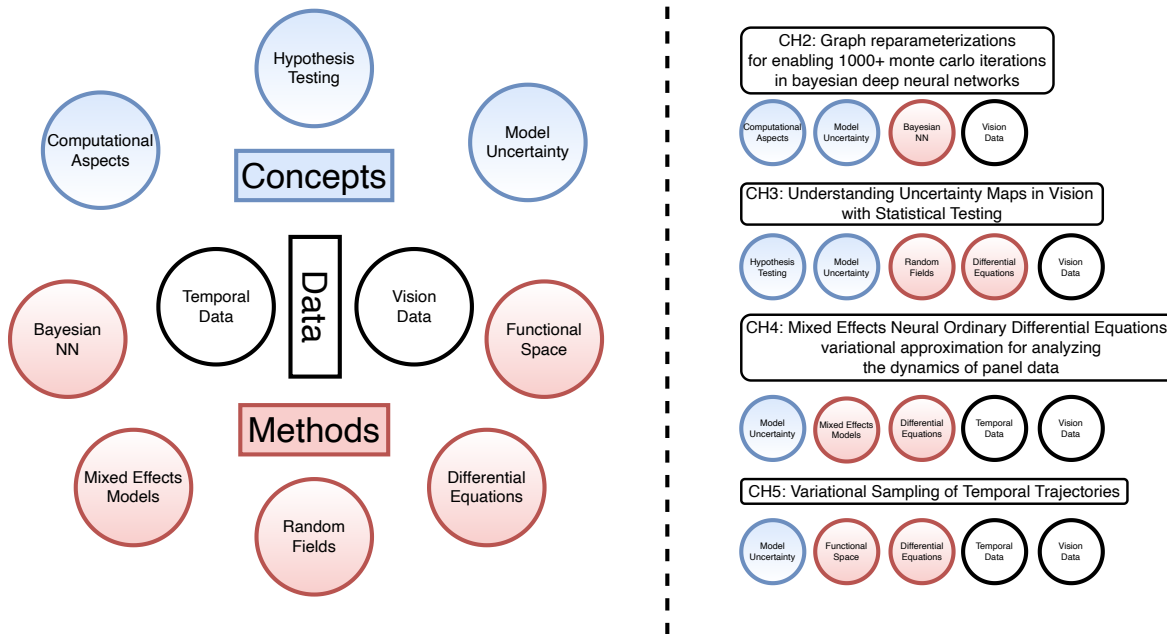 Hypothesis
Testing
Computational
Aspects
Model
Uncertainty
Concepts
Temporal
Data
Data
Vision
Data
Bayesian
NN
Functional
Space
Methods
Mixed Effects
Models
Random
Fields
Differential
Equations
CH2: Graph reparameterizations
for enabling 1000+ monte carlo iterations
in bayesian deep neural networks
Computational
Aspects
Model
Uncertainty
Bayesian
NN
Vision
Data
CH3: Understanding Uncertainty Maps in Vision
with Statistical Testing
Hypothesis
Testing
Model
Uncertainty
Random
Fields
Differential
Equations
Vision
Data
CH4: Mixed Effects Neural Ordinary Differential Equations
variational approximation for analyzing
the dynamics of panel data
Model
Uncertainty
Mixed Effects
Models
Differential
Equations
Temporal
Data
Vision
Data
CH5: Variational Sampling of Temporal Trajectories
Model
Uncertainty
Functional
Space
Differential
Equations
Temporal
Data
Vision
Data